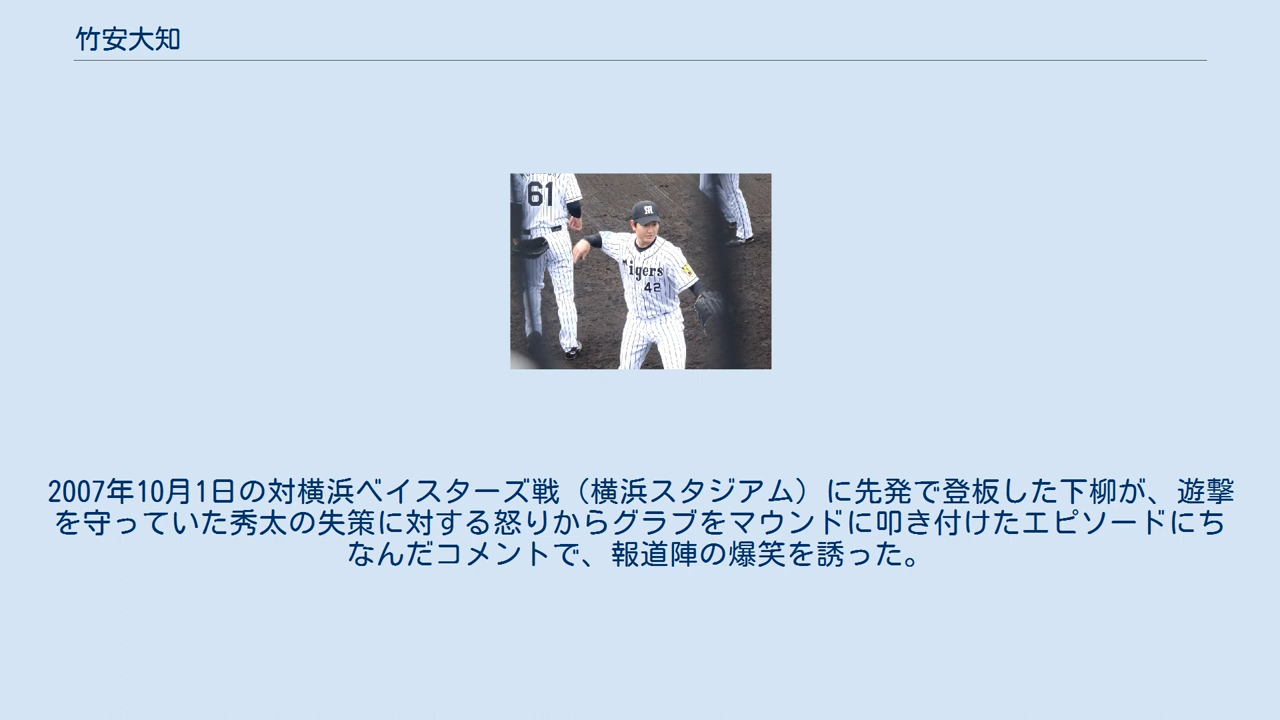 竹安大知
61
Tigers
42
2007年10月1日の対横浜ベイスターズ戦（横浜スタジアム）に先発で登板した下柳が、遊撃
を守っていた秀太の失策に対する怒りからグラブをマウンドに叩き付けたエピソードにち
なんだコメントで、報道陣の爆笑を誘った。